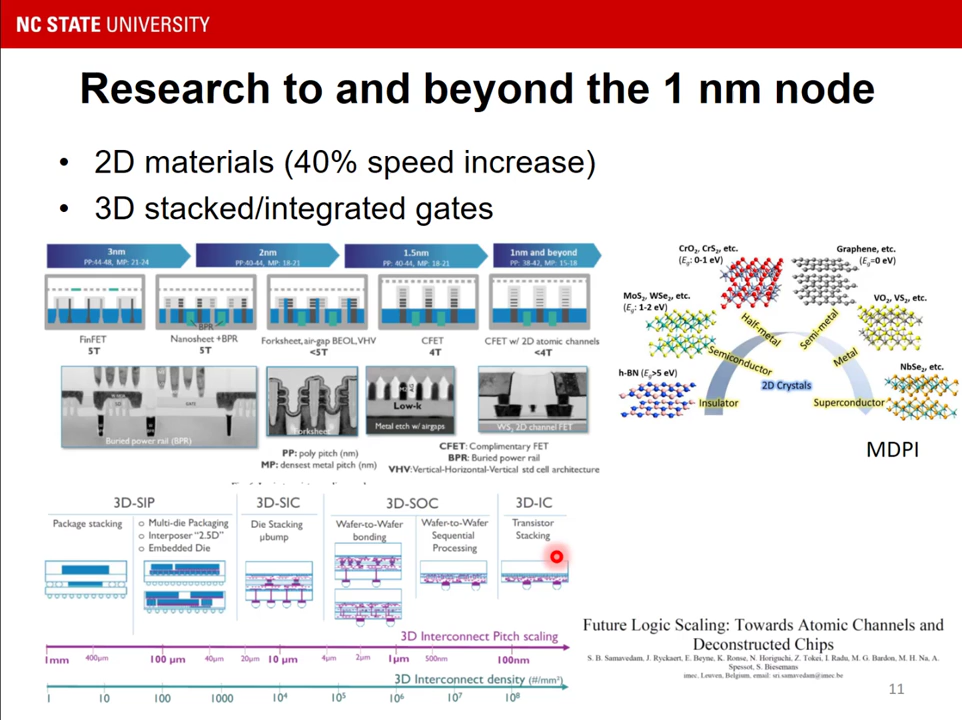 NC STATE UNIVERSITY
Research to and beyond the 1 nm node
• 2D materials (40% speed increase)
• 3D stacked/integrated gates
3nm
PP:44-48, MP: 21-24
2nm
PP:40-44, MP: 18-21
1.5nm
PP: 40-44, MP: 18-21
1nm and beyond
PP: 38-42, MP: 15-18
BPR
FinFET
5T
Nanosheet +BPR
5T
Forksheet, air-gap BEOL, VHV
<5T
CFET
4T
CFET w/ 2D atomic channels
<4T
Buried power rail (BPR)
Forksheet
Low-k
Metal etch w/ airgaps
WS₂ 2D channel FET
PP: poly pitch (nm)
MP: densest metal pitch (nm)
CFET: Complimentary FET
BPR: Buried power rail
VHV: Vertical-Horizontal-Vertical std cell architecture
CrO₂, CrS₂, etc.
(Eg: 0-1 eV)
Graphene, etc.
(Eg=0 eV)
MoS₂, WSe₂, etc.
(Eg: 1-2 eV)
VO₂, VS₂, etc.
h-BN (Eg>5 eV)
NbSe₂, etc.
Insulator
Semiconductor
Half-metal
Semi-metal
Metal
Superconductor
2D Crystals
MDPI
3D-SIP
3D-SIC
3D-SOC
3D-IC
Package stacking
o Multi-die Packaging
o Interposer "2.5D"
o Embedded Die
Die Stacking
µbump
Wafer-to-Wafer
bonding
Wafer-to-Wafer
Sequential
Processing
Transistor
Stacking
3D Interconnect Pitch scaling
1mm 400µm 100 µm 40µm 20µm 10 µm 4µm 2µm 1µm 500nm 100nm
3D Interconnect density (#/mm²)
1 10 100 1000 10⁴ 10⁵ 10⁶ 10⁷ 10⁸
Future Logic Scaling: Towards Atomic Channels and
Deconstructed Chips
S. B. Samavedam, J. Ryckaert, E. Beyne, K. Ronse, N. Horiguchi, Z. Tokei, I. Radu, M. G. Bardon, M. H. Na, A.
Spessot, S. Biesemans
imec, Leuven, Belgium, email: sri.samavedam@imec.be
11